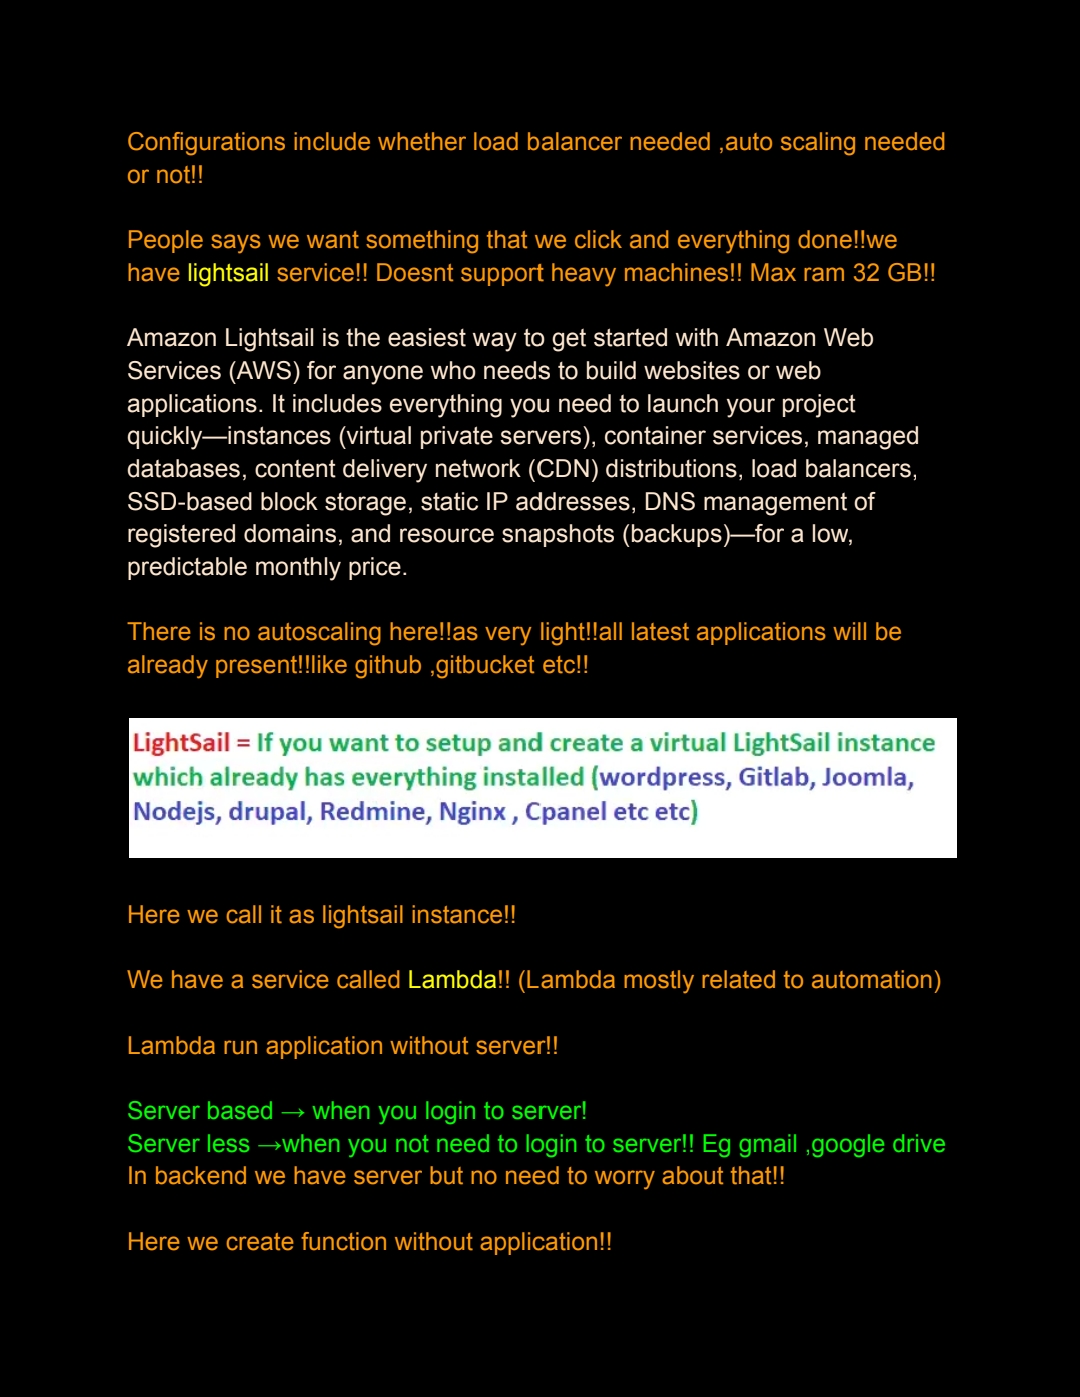 Configurations include whether load balancer needed ,auto scaling needed
or not!!
People says we want something that we click and everything done!!we
have lightsail service!! Doesnt support heavy machines!! Max ram 32 GB!!
Amazon Lightsail is the easiest way to get started with Amazon Web
Services (AWS) for anyone who needs to build websites or web
applications. It includes everything you need to launch your project
quickly—instances (virtual private servers), container services, managed
databases, content delivery network (CDN) distributions, load balancers,
SSD-based block storage, static IP addresses, DNS management of
registered domains, and resource snapshots (backups)—for a low,
predictable monthly price.
There is no autoscaling here!!as very light!!all latest applications will be
already present!!like github ,gitbucket etc!!
LightSail = If you want to setup and create a virtual LightSail instance
which already has everything installed (wordpress, Gitlab, Joomla,
Nodejs, drupal, Redmine, Nginx , Cpanel etc etc)
Here we call it as lightsail instance!!
We have a service called Lambda!! (Lambda mostly related to automation)
Lambda run application without server!!
Server based → when you login to server!
Server less →when you not need to login to server!! Eg gmail ,google drive
In backend we have server but no need to worry about that!!
Here we create function without application!!